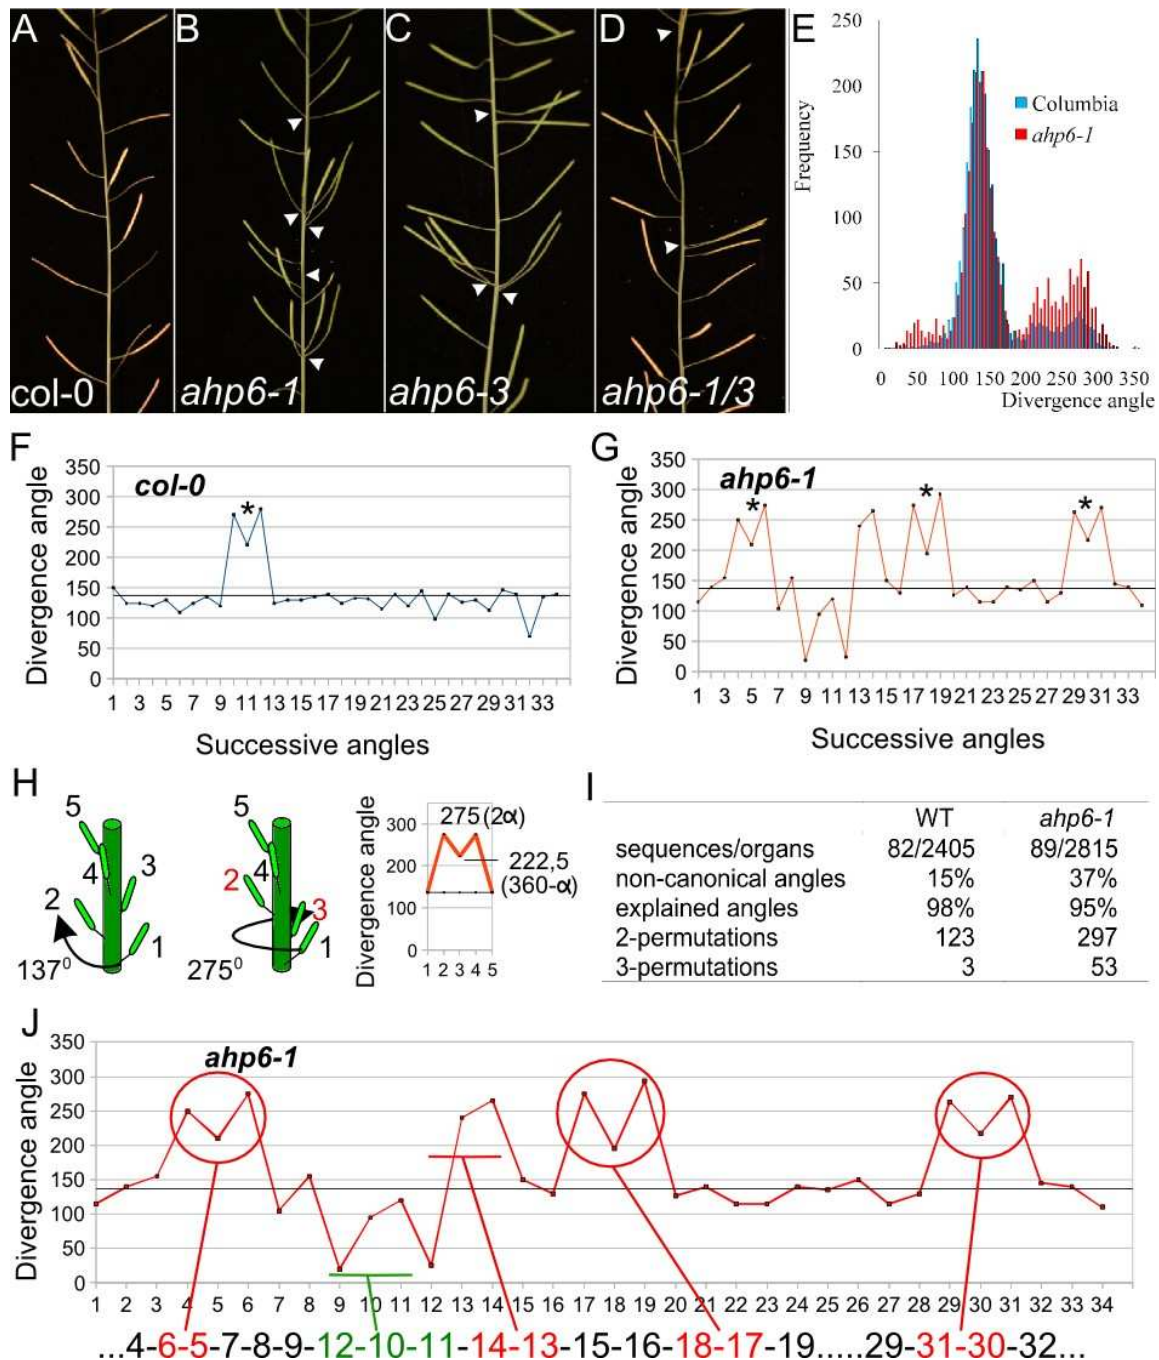 A B C D E
col-0 ahp6-1 ahp6-3 ahp6-1/3
Frequency
250
200
150
100
50
0
Columbia
ahp6-1
0 50 100 150 200 250 300 350
Divergence angle
F
Divergence angle
350
300
250
200
150
100
50
0
col-0
*
1 3 5 7 9 11 13 15 17 19 21 23 25 27 29 31 33
Successive angles
G
Divergence angle
350
300
250
200
150
100
50
0
ahp6-1
* * *
1 3 5 7 9 11 13 15 17 19 21 23 25 27 29 31 33
Successive angles
H
5
4
3
2
1
137⁰
5
4
2
3
1
275⁰
Divergence angle
300
200
100
0
275 (2α)
222,5
(360-α)
1 2 3 4 5
I
WT ahp6-1
sequences/organs 82/2405 89/2815
non-canonical angles 15% 37%
explained angles 98% 95%
2-permutations 123 297
3-permutations 3 53
J
Divergence angle
350
300
250
200
150
100
50
0
ahp6-1
1 2 3 4 5 6 7 8 9 10 11 12 13 14 15 16 17 18 19 20 21 22 23 24 25 26 27 28 29 30 31 32 33 34
...4-6-5-7-8-9-12-10-11-14-13-15-16-18-17-19.....29-31-30-32...